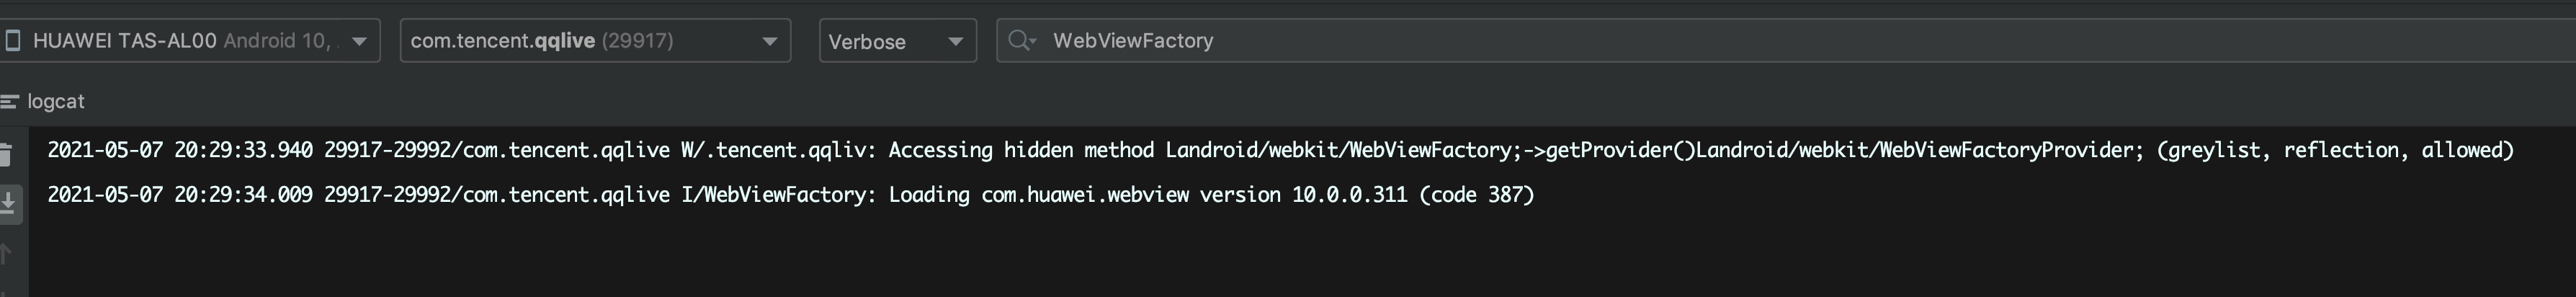 HUAWEI TAS-AL00 Android 10, . com.tencent.qqlive (29917) Verbose WebViewFactory
logcat
2021-05-07 20:29:33.940 29917-29992/com.tencent.qqlive W/.tencent.qqliv: Accessing hidden method Landroid/webkit/WebViewFactory;->getProvider()Landroid/webkit/WebViewFactoryProvider; (greylist, reflection, allowed)
2021-05-07 20:29:34.009 29917-29992/com.tencent.qqlive I/WebViewFactory: Loading com.huawei.webview version 10.0.0.311 (code 387)